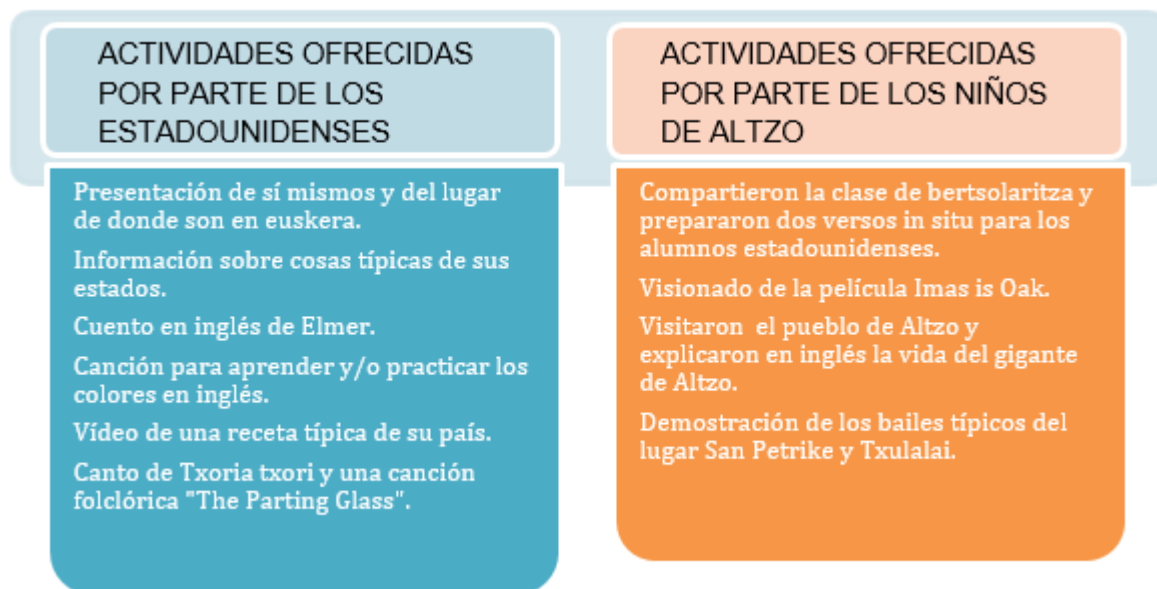 ACTIVIDADES OFRECIDAS
POR PARTE DE LOS
ESTADOUNIDENSES
Presentación de sí mismos y del lugar
de donde son en euskera.
Información sobre cosas típicas de sus
estados.
Cuento en inglés de Elmer.
Canción para aprender y/o practicar los
colores en inglés.
Vídeo de una receta típica de su país.
Canto de Txoria txori y una canción
folclórica "The Parting Glass".
ACTIVIDADES OFRECIDAS
POR PARTE DE LOS NIÑOS
DE ALTZO
Compartieron la clase de bertsolaritza y
prepararon dos versos in situ para los
alumnos estadounidenses.
Visionado de la película Imas is Oak.
Visitaron el pueblo de Altzo y
explicaron en inglés la vida del gigante
de Altzo.
Demostración de los bailes típicos del
lugar San Petrike y Txulalai.